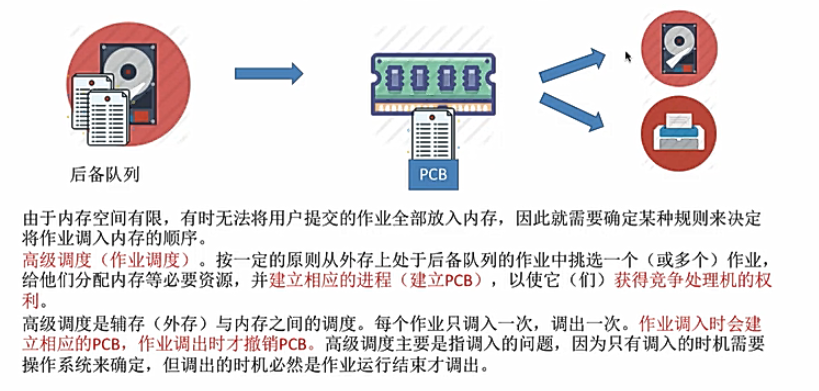 后备队列
PCB
由于内存空间有限，有时无法将用户提交的作业全部放入内存，因此就需要确定某种规则来决定
将作业调入内存的顺序。
高级调度（作业调度）。按一定的原则从外存上处于后备队列的作业中挑选一个（或多个）作业，
给他们分配内存等必要资源，并建立相应的进程（建立PCB），以使它（们）获得竞争处理机的权
利。
高级调度是辅存（外存）与内存之间的调度。每个作业只调入一次，调出一次。作业调入时会建
立相应的PCB，作业调出时才撤销PCB。高级调度主要是指调入的问题，因为只有调入的时机需要
操作系统来确定，但调出的时机必然是作业运行结束才调出。